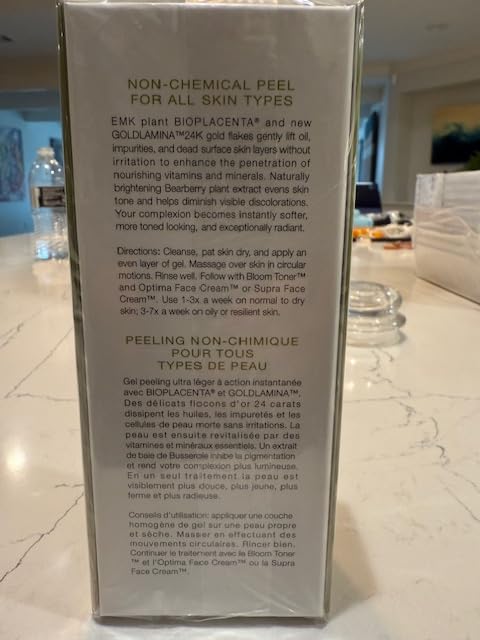 NON-CHEMICAL PEEL
FOR ALL SKIN TYPES
EMK plant BIOPLACENTA® and new
GOLDLAMINA™24K gold flakes gently lift oil,
impurities, and dead surface skin layers without
irritation to enhance the penetration of
nourishing vitamins and minerals. Naturally
brightening Bearberry plant extract evens skin
tone and helps diminish visible discolorations.
Your complexion becomes instantly softer,
more toned looking, and exceptionally radiant.
Directions: Cleanse, pat skin dry, and apply an
even layer of gel. Massage over skin in circular
motions. Rinse well. Follow with Bloom Toner™
and Optima Face Cream™ or Supra Face
Cream™. Use 1-3x a week on normal to dry
skin; 3-7x a week on oily or resilient skin.
PEELING NON-CHIMIQUE
POUR TOUS
TYPES DE PEAU
Gel peeling ultra léger à action instantanée
avec BIOPLACENTA® et GOLDLAMINA™.
Des délicats flocons d'or 24 carats
dissipent les huiles, les impuretés et les
cellules de peau morte sans irritations. La
peau est ensuite revitalisée par des
vitamines et minéraux essentiels. Un extrait
de baie de Busserole inhibe la pigmentation
et rend votre complexion plus lumineuse.
En un seul traitement la peau est
visiblement plus douce, plus jeune, plus
ferme et plus radieuse.
Conseils d'utilisation: appliquer une couche
homogène de gel sur une peau propre
et sèche. Masser en effectuant des
mouvements circulaires. Rincer bien.
Continuer le traitement avec le Bloom Toner
™ et l'Optima Face Cream™ ou la Supra
Face Cream™.